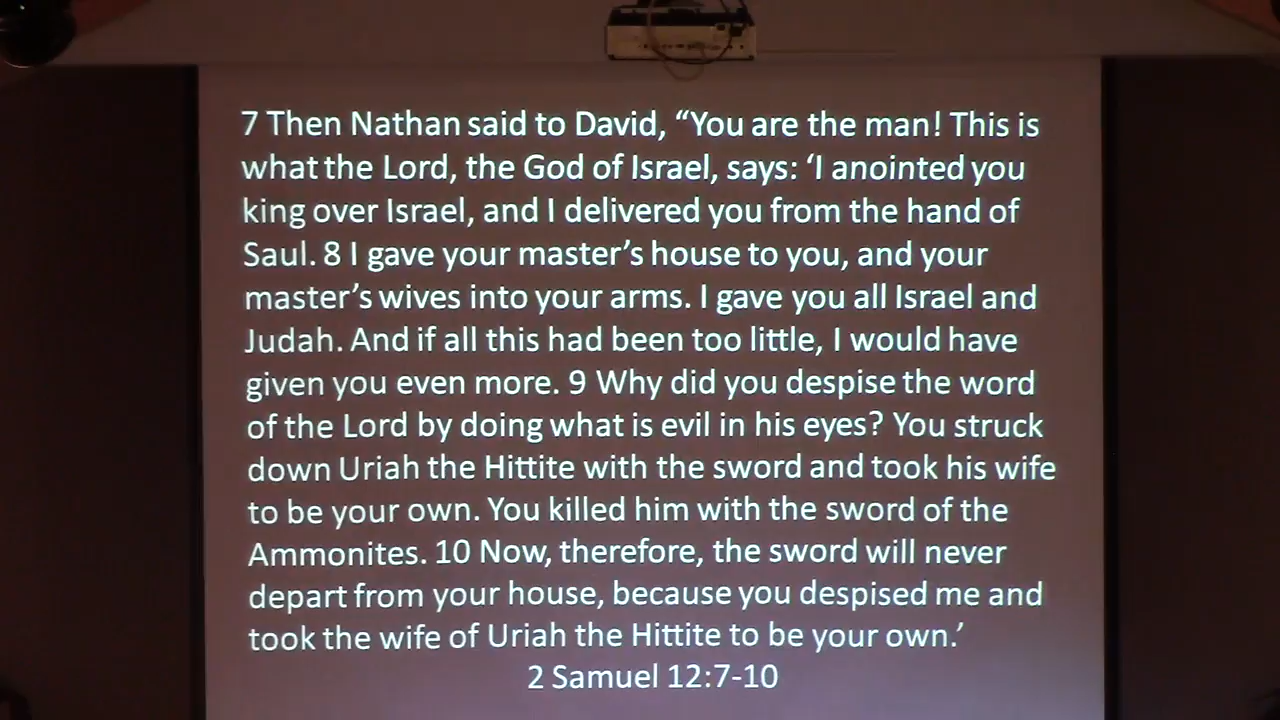 7 Then Nathan said to David, “You are the man! This is
what the Lord, the God of Israel, says: ‘I anointed you
king over Israel, and I delivered you from the hand of
Saul. 8 I gave your master’s house to you, and your
master’s wives into your arms. I gave you all Israel and
Judah. And if all this had been too little, I would have
given you even more. 9 Why did you despise the word
of the Lord by doing what is evil in his eyes? You struck
down Uriah the Hittite with the sword and took his wife
to be your own. You killed him with the sword of the
Ammonites. 10 Now, therefore, the sword will never
depart from your house, because you despised me and
took the wife of Uriah the Hittite to be your own.’
2 Samuel 12:7-10